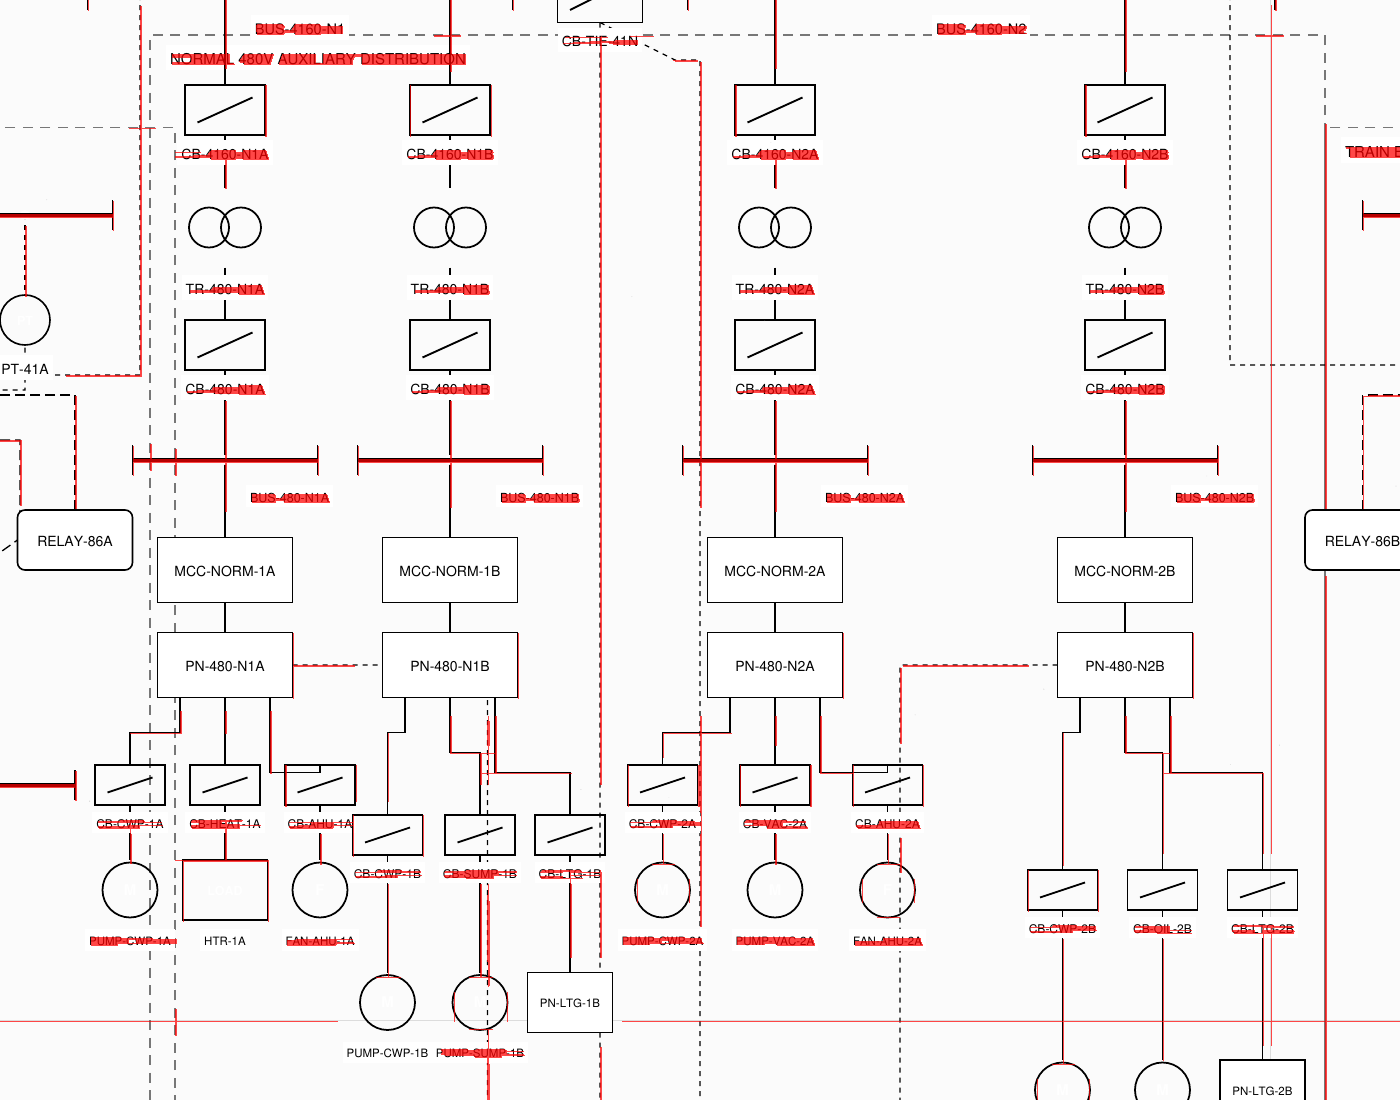 BUS-4160-N1
BUS-4160-N2
CB-TIE-41N
NORMAL 480V AUXILIARY DISTRIBUTION
CB-4160-N1A
CB-4160-N1B
CB-4160-N2A
CB-4160-N2B
TRAIN
TR-480-N1A
TR-480-N1B
TR-480-N2A
TR-480-N2B
PT-41A
CB-480-N1A
CB-480-N1B
CB-480-N2A
CB-480-N2B
BUS-480-N1A
BUS-480-N1B
BUS-480-N2A
BUS-480-N2B
RELAY-86A
RELAY-86B
MCC-NORM-1A
MCC-NORM-1B
MCC-NORM-2A
MCC-NORM-2B
PN-480-N1A
PN-480-N1B
PN-480-N2A
PN-480-N2B
CB-CWP-1A
CB-HEAT-1A
CB-AHU-1A
CB-CWP-2A
CB-VAC-2A
CB-AHU-2A
CB-CWP-1B
CB-SUMP-1B
CB-LTG-1B
CB-CWP-2B
CB-OIL-2B
CB-LTG-2B
PUMP-CWP-1A
HTR-1A
FAN-AHU-1A
PUMP-CWP-2A
PUMP-VAC-2A
FAN-AHU-2A
PN-LTG-1B
PUMP-CWP-1B
PUMP-SUMP-1B
PN-LTG-2B